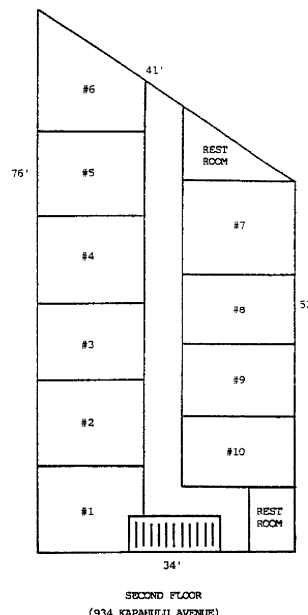 41'
#6
REST
ROOM
76'
#5
#7
#4
#8
#3
#9
#2
#10
#1
REST
ROOM
34'
SECOND FLOOR
(934 KAPAHULU AVENUE)